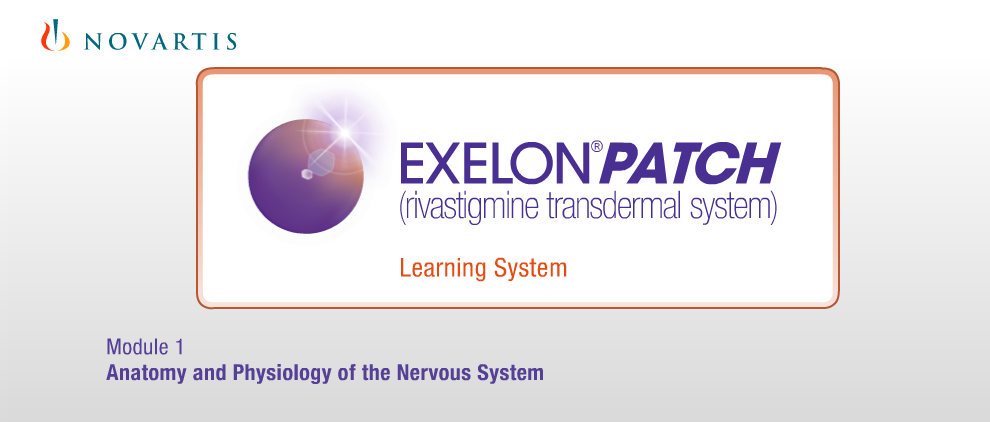 NOVARTIS
EXELON®PATCH
(rivastigmine transdermal system)
Learning System
Module 1
Anatomy and Physiology of the Nervous System